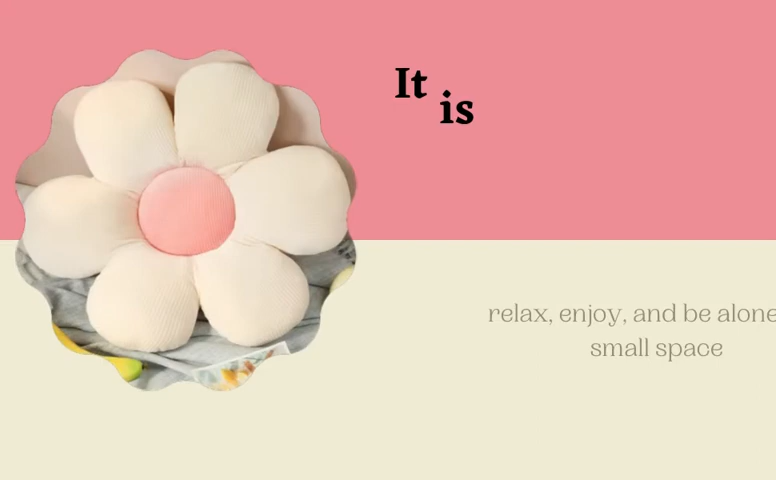 It is
relax, enjoy, and be alone
small space